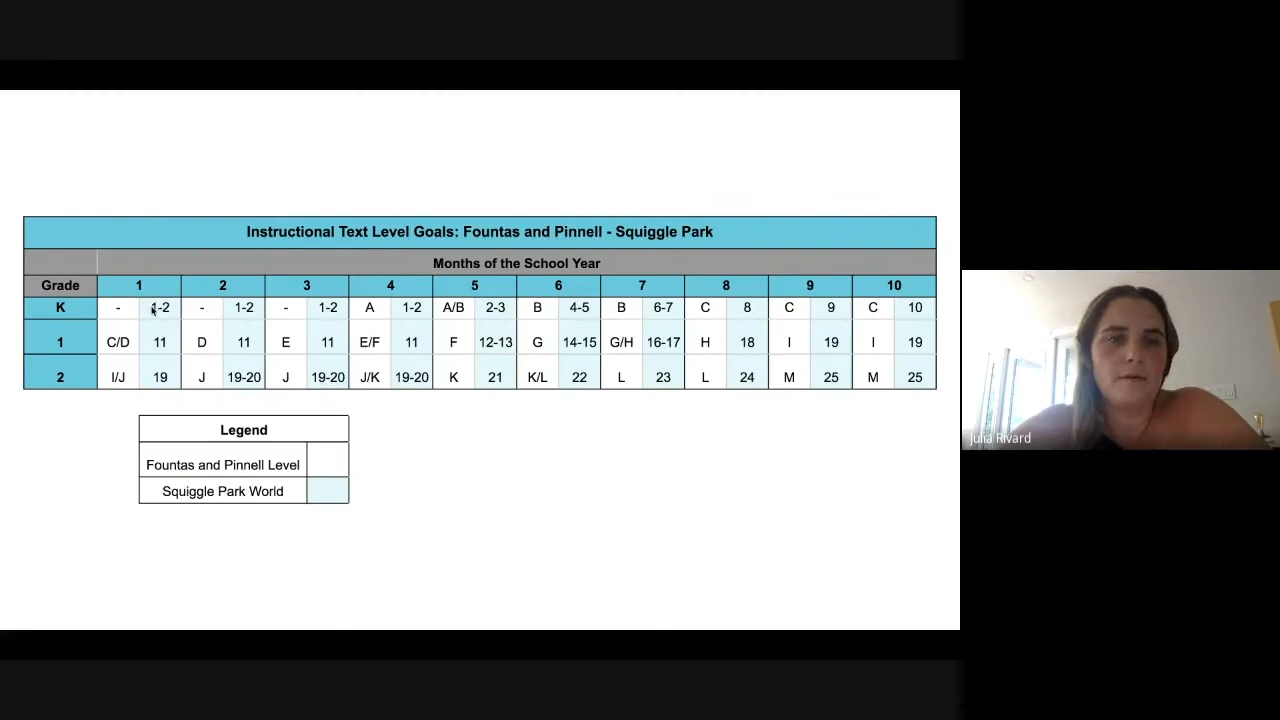 Instructional Text Level Goals: Fountas and Pinnell - Squiggle Park
Months of the School Year
Grade 1 2 3 4 5 6 7 8 9 10
K - 1-2 - 1-2 - 1-2 A 1-2 A/B 2-3 B 4-5 B 6-7 C 8 C 9 C 10
1 C/D 11 D 11 E 11 E/F 11 F 12-13 G 14-15 G/H 16-17 H 18 I 19 I 19
2 I/J 19 J 19-20 J 19-20 J/K 19-20 K 21 K/L 22 L 23 L 24 M 25 M 25
Legend
Fountas and Pinnell Level
Squiggle Park World
Julia Rivard